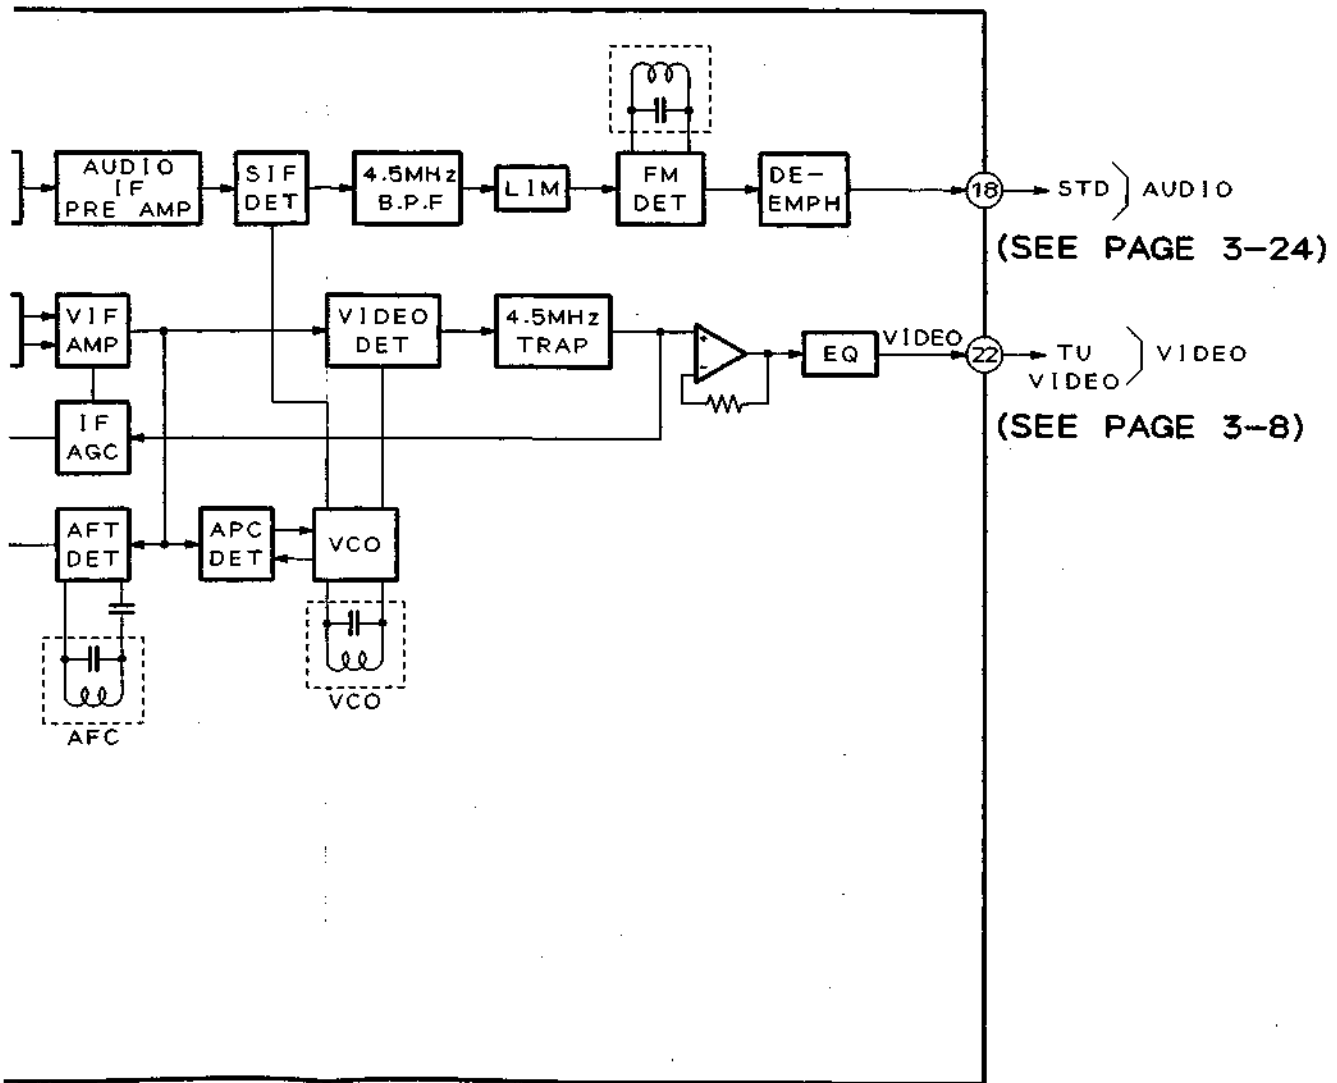 AUDIO
IF
PRE AMP
SIF
DET
4.5MHz
B.P.F
LIM
FM
DET
DE-
EMPH
18
STD
AUDIO
(SEE PAGE 3-24)
VIF
AMP
VIDEO
DET
4.5MHz
TRAP
+
-
EQ
VIDEO
22
TU
VIDEO
VIDEO
(SEE PAGE 3-8)
IF
AGC
AFT
DET
APC
DET
VCO
VCO
AFC